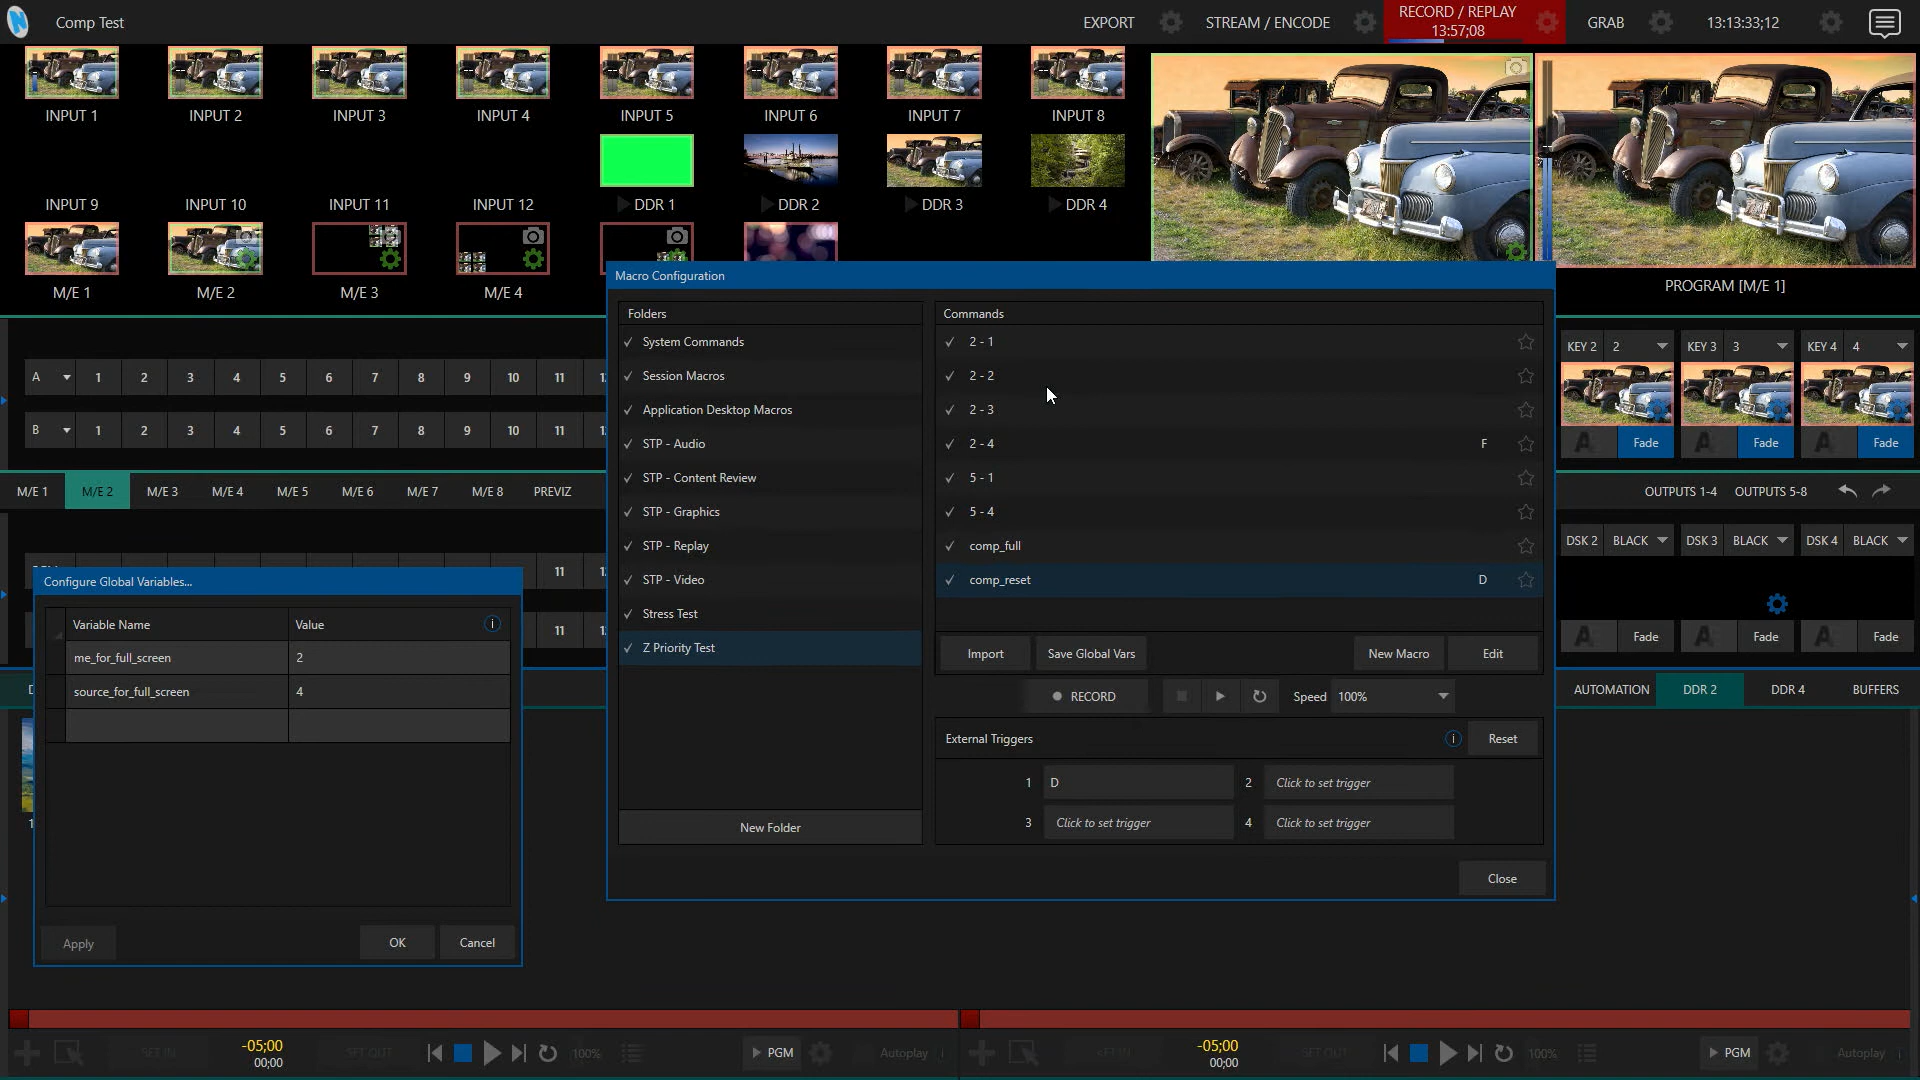 Comp Test
EXPORT
STREAM / ENCODE
RECORD / REPLAY
13:57;08
GRAB
13:13:33;12
INPUT 1
INPUT 2
INPUT 3
INPUT 4
INPUT 5
INPUT 6
INPUT 7
INPUT 8
INPUT 9
INPUT 10
INPUT 11
INPUT 12
DDR 1
DDR 2
DDR 3
DDR 4
M/E 1
M/E 2
M/E 3
M/E 4
PROGRAM [M/E 1]
A 1 2 3 4 5 6 7 8 9 10 11
B 1 2 3 4 5 6 7 8 9 10 11
M/E 1
M/E 2
M/E 3
M/E 4
M/E 5
M/E 6
M/E 7
M/E 8
PREVIZ
11
11
Configure Global Variables...
Variable Name Value
me_for_full_screen 2
source_for_full_screen 4
Apply
OK
Cancel
Macro Configuration
Folders
System Commands
Session Macros
Application Desktop Macros
STP - Audio
STP - Content Review
STP - Graphics
STP - Replay
STP - Video
Stress Test
Z Priority Test
New Folder
Commands
2 - 1
2 - 2
2 - 3
2 - 4 F
5 - 1
5 - 4
comp_full
comp_reset D
Import
Save Global Vars
New Macro
Edit
RECORD
Speed 100%
External Triggers
Reset
1 D
2 Click to set trigger
3 Click to set trigger
4 Click to set trigger
Close
KEY 2 2
KEY 3 3
KEY 4 4
Fade
Fade
Fade
OUTPUTS 1-4
OUTPUTS 5-8
DSK 2 BLACK
DSK 3 BLACK
DSK 4 BLACK
Fade
Fade
Fade
AUTOMATION
DDR 2
DDR 4
BUFFERS
SET IN
-05;00
00;00
SET OUT
100%
PGM
Autoplay
-05;00
00;00
SET OUT
100%
PGM
Autoplay